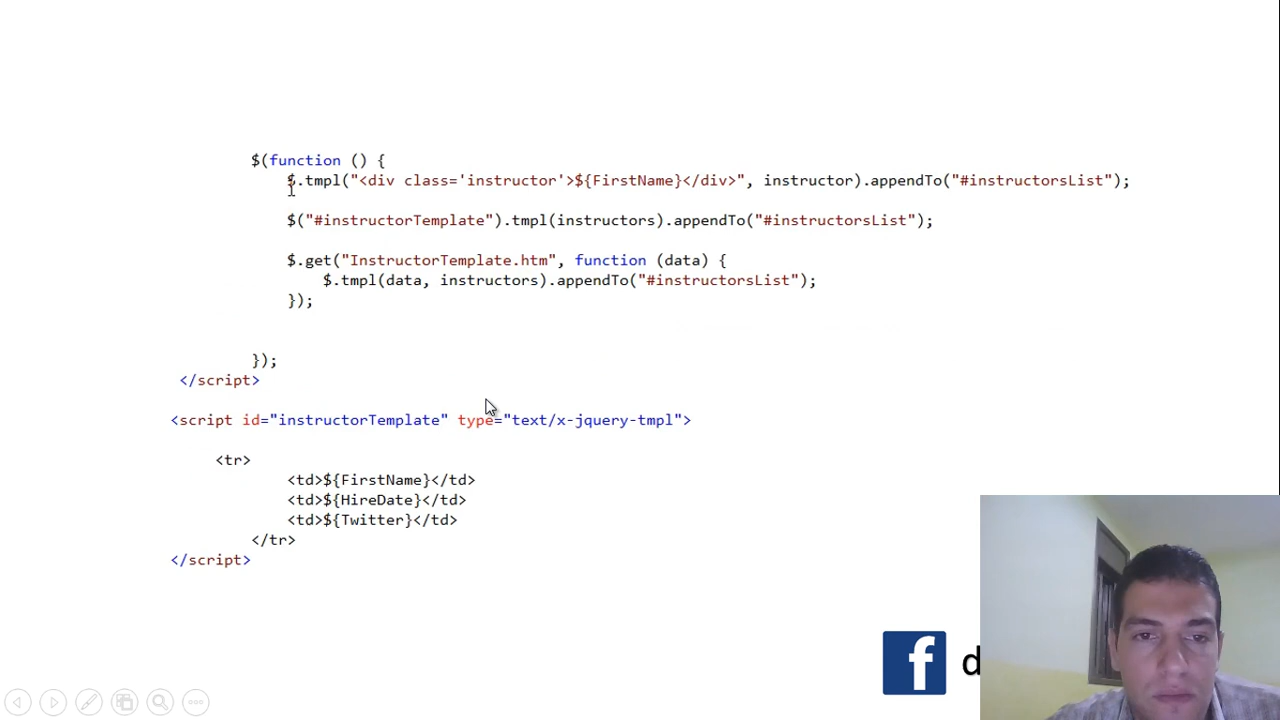 $(function () {
$.tmpl("<div class='instructor'>${FirstName}</div>", instructor).appendTo("#instructorsList");
$("#instructorTemplate").tmpl(instructors).appendTo("#instructorsList");
$.get("InstructorTemplate.htm", function (data) {
$.tmpl(data, instructors).appendTo("#instructorsList");
});
});
</script>
<script id="instructorTemplate" type="text/x-jquery-tmpl">
<tr>
<td>${FirstName}</td>
<td>${HireDate}</td>
<td>${Twitter}</td>
</tr>
</script>
f d